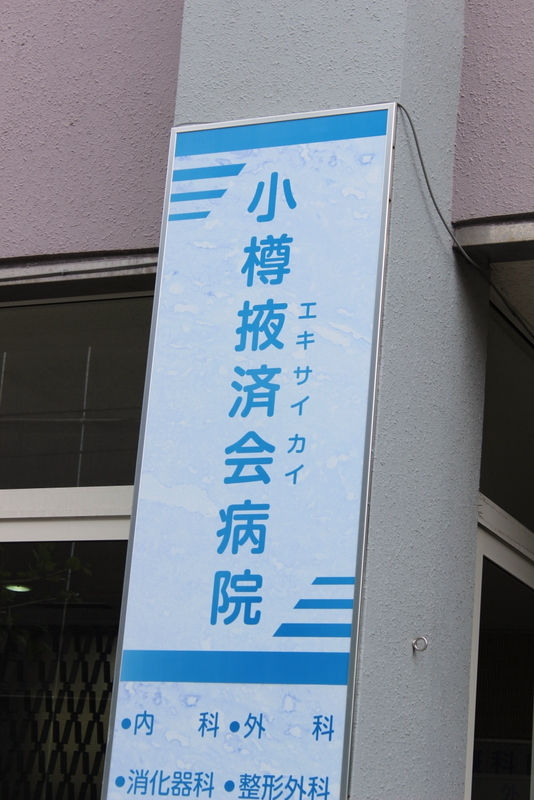 小樽掖済会病院
エキサイカイ
●内　科 ●外　科
●消化器科 ●整形外科